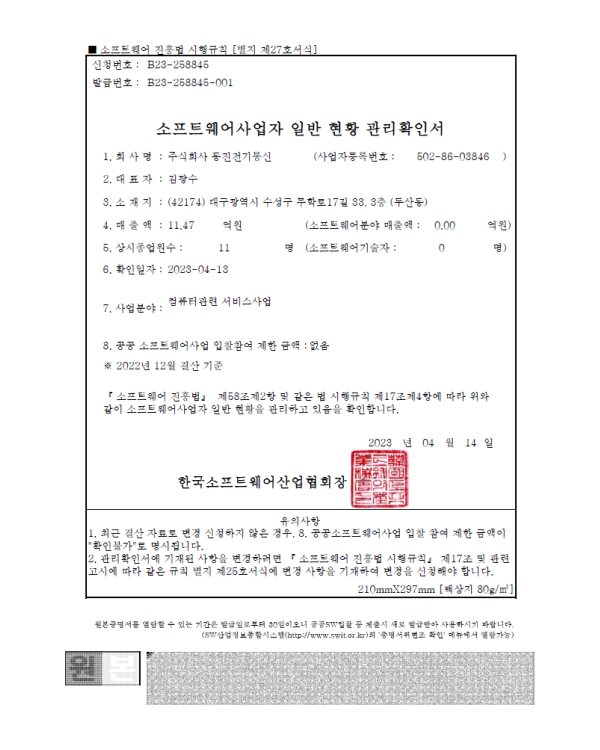 ■ 소프트웨어 진흥법 시행규칙 [별지 제27호서식]
신청번호 : B23-258845
발급번호 : B23-258845-001
소프트웨어사업자 일반 현황 관리확인서
1. 회 사 명 : 주식회사 동진전기통신 (사업자등록번호 : 502-86-03846 )
2. 대 표 자 : 김창수
3. 소 재 지 : (42174) 대구광역시 수성구 무학로17길 33, 3층 (두산동)
4. 매 출 액 : 11.47 억원 (소프트웨어분야 매출액 : 0.00 억원)
5. 상시종업원수 : 11 명 (소프트웨어기술자 : 0 명)
6. 확인일자 : 2023-04-13
7. 사업분야 : 컴퓨터관련 서비스사업
8. 공공 소프트웨어사업 입찰참여 제한 금액 : 없음
※ 2022년 12월 결산 기준
『 소프트웨어 진흥법』 제58조제2항 및 같은 법 시행규칙 제17조제4항에 따라 위와
같이 소프트웨어사업자 일반 현황을 관리하고 있음을 확인합니다.
2023 년 04 월 14 일
한국소프트웨어산업협회장
유의사항
1. 최근 결산 자료로 변경 신청하지 않은 경우, 8. 공공소프트웨어사업 입찰 참여 제한 금액이
"확인불가"로 명시됩니다.
2. 관리확인서에 기재된 사항을 변경하려면 『 소프트웨어 진흥법 시행규칙』 제17조 및 관련
고시에 따라 같은 규칙 별지 제25호서식에 변경 사항을 기재하여 변경을 신청해야 합니다.
210mmX297mm [백상지 80g/㎡]
원본증명서를 열람할 수 있는 기간은 발급일로부터 30일이오니 공공SW입찰 등 제출시 새로 발급받아 사용하시기 바랍니다.
(SW산업정보종합시스템(http://www.swit.or.kr)의 '증명서위변조 확인' 메뉴에서 열람가능)
원본